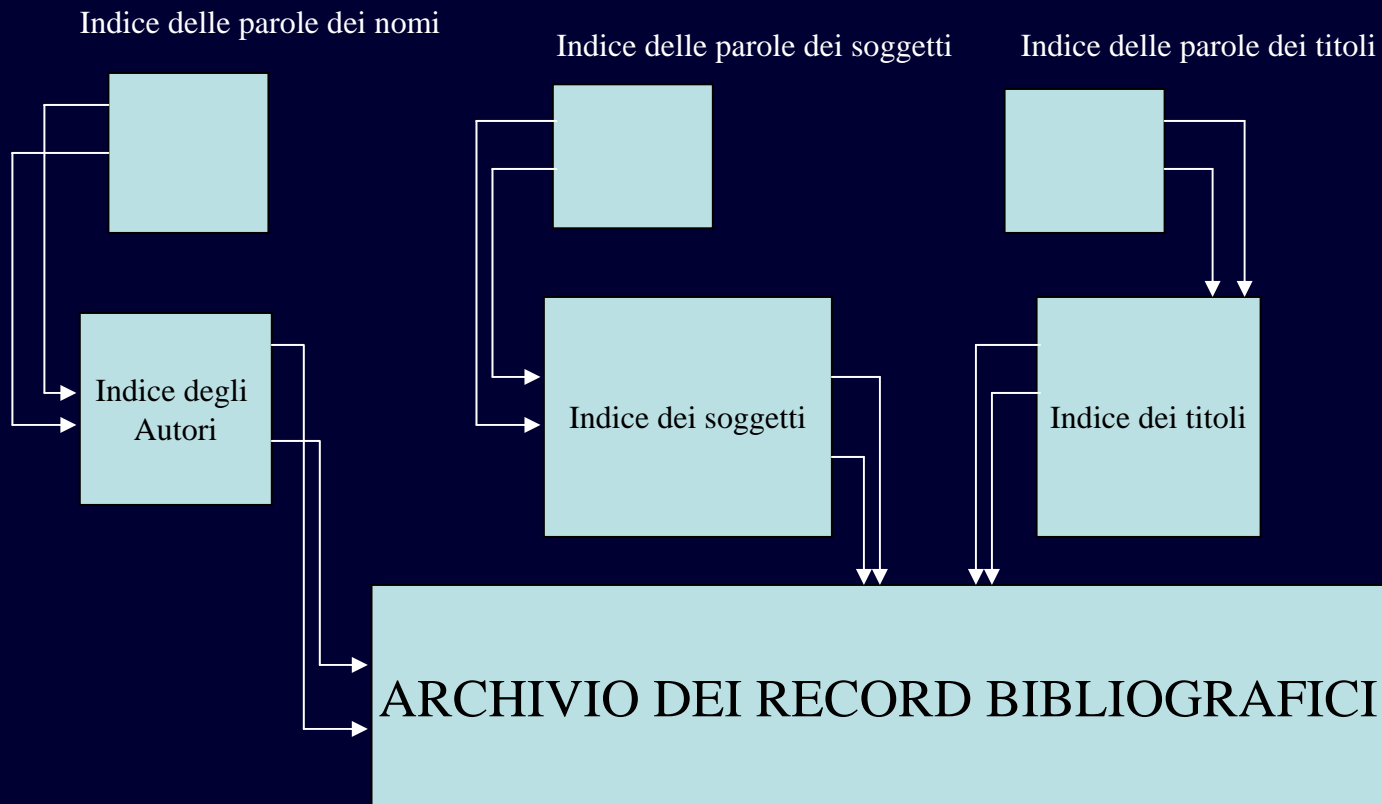 Indice delle parole dei nomi
Indice delle parole dei soggetti
Indice delle parole dei titoli
Indice degli
Autori
Indice dei soggetti
Indice dei titoli
ARCHIVIO DEI RECORD BIBLIOGRAFICI